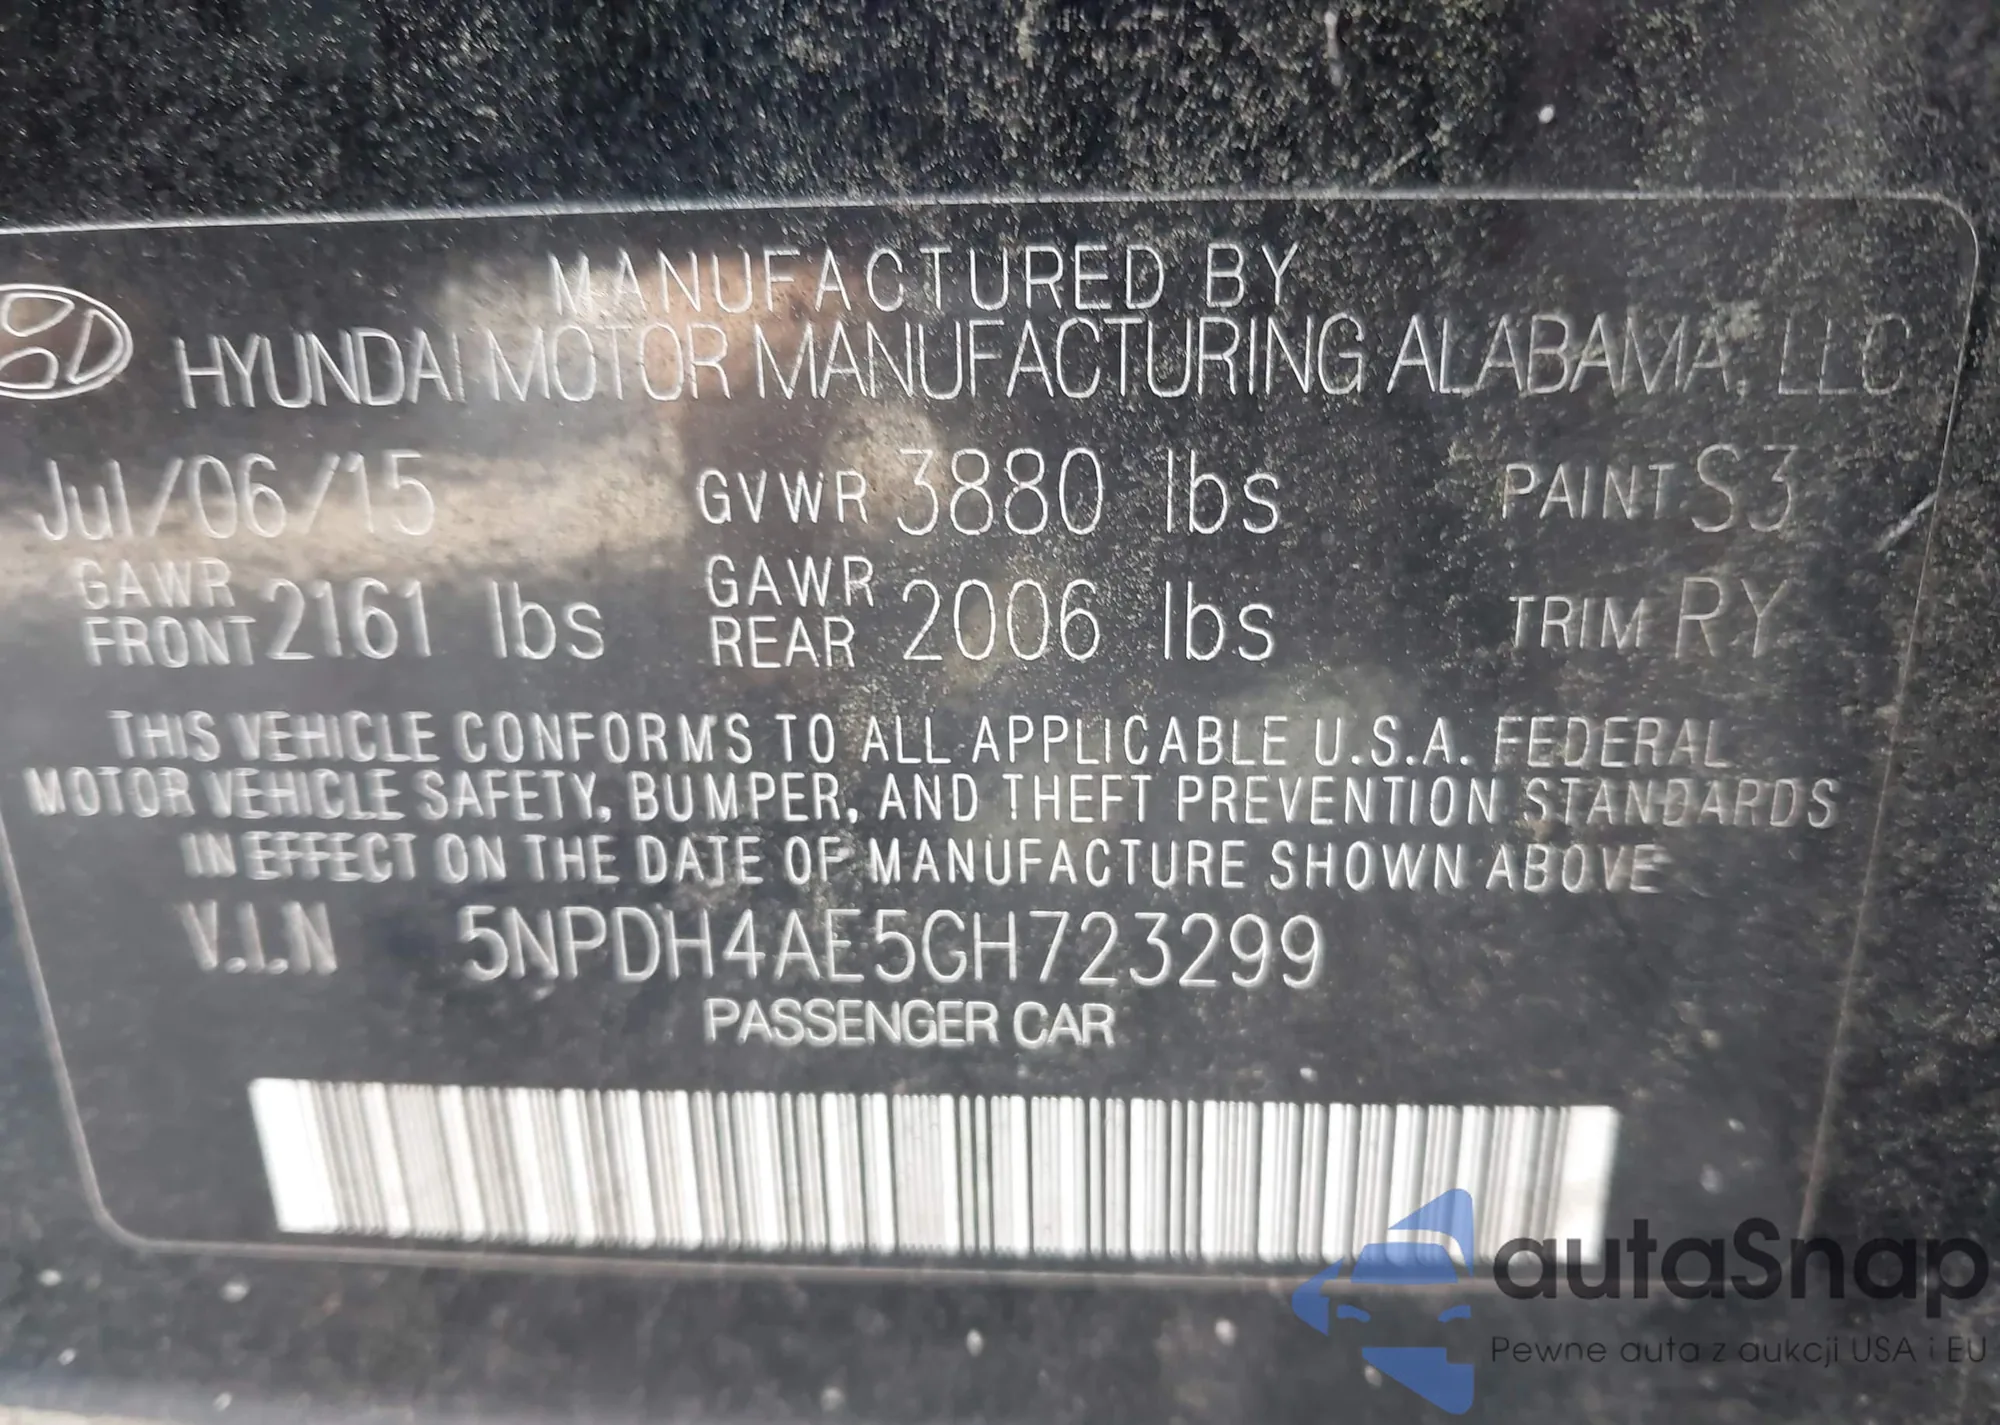 MANUFACTURED BY
HYUNDAI MOTOR MANUFACTURING ALABAMA, LLC
Jul/06/15 GVWR 3880 lbs PAINT S3
GAWR FRONT 2161 lbs GAWR REAR 2006 lbs TRIM RY
THIS VEHICLE CONFORMS TO ALL APPLICABLE U.S.A. FEDERAL
MOTOR VEHICLE SAFETY, BUMPER, AND THEFT PREVENTION STANDARDS
IN EFFECT ON THE DATE OF MANUFACTURE SHOWN ABOVE
V.I.N 5NPDH4AE5GH723299
PASSENGER CAR
autaSnap
Pewne auta z aukcji USA i EU